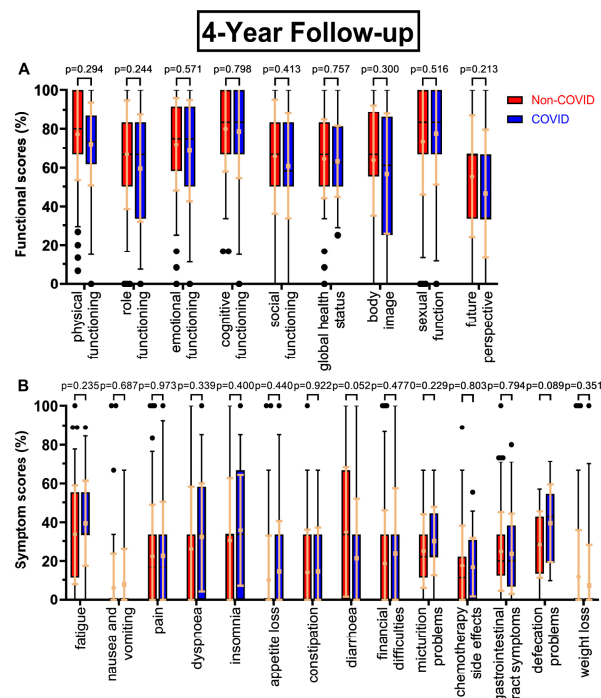 4-Year Follow-up
A
p=0.294 p=0.244 p=0.571 p=0.798 p=0.413 p=0.757 p=0.300 p=0.516 p=0.213
Functional scores (%)
100
80
60
40
20
0
Non-COVID
COVID
physical functioning
role functioning
emotional functioning
cognitive functioning
social functioning
global health status
body image
sexual function
future perspective
B
p=0.235 p=0.687 p=0.973 p=0.339 p=0.400 p=0.440 p=0.922 p=0.052 p=0.4770 p=0.229 p=0.803 p=0.794 p=0.089 p=0.351
Symptom scores (%)
100
80
60
40
20
0
fatigue
nausea and vomiting
pain
dyspnoea
insomnia
appetite loss
constipation
diarrhoea
financial difficulties
micturition problems
chemotherapy side effects
gastrointestinal tract symptoms
defecation problems
weight loss